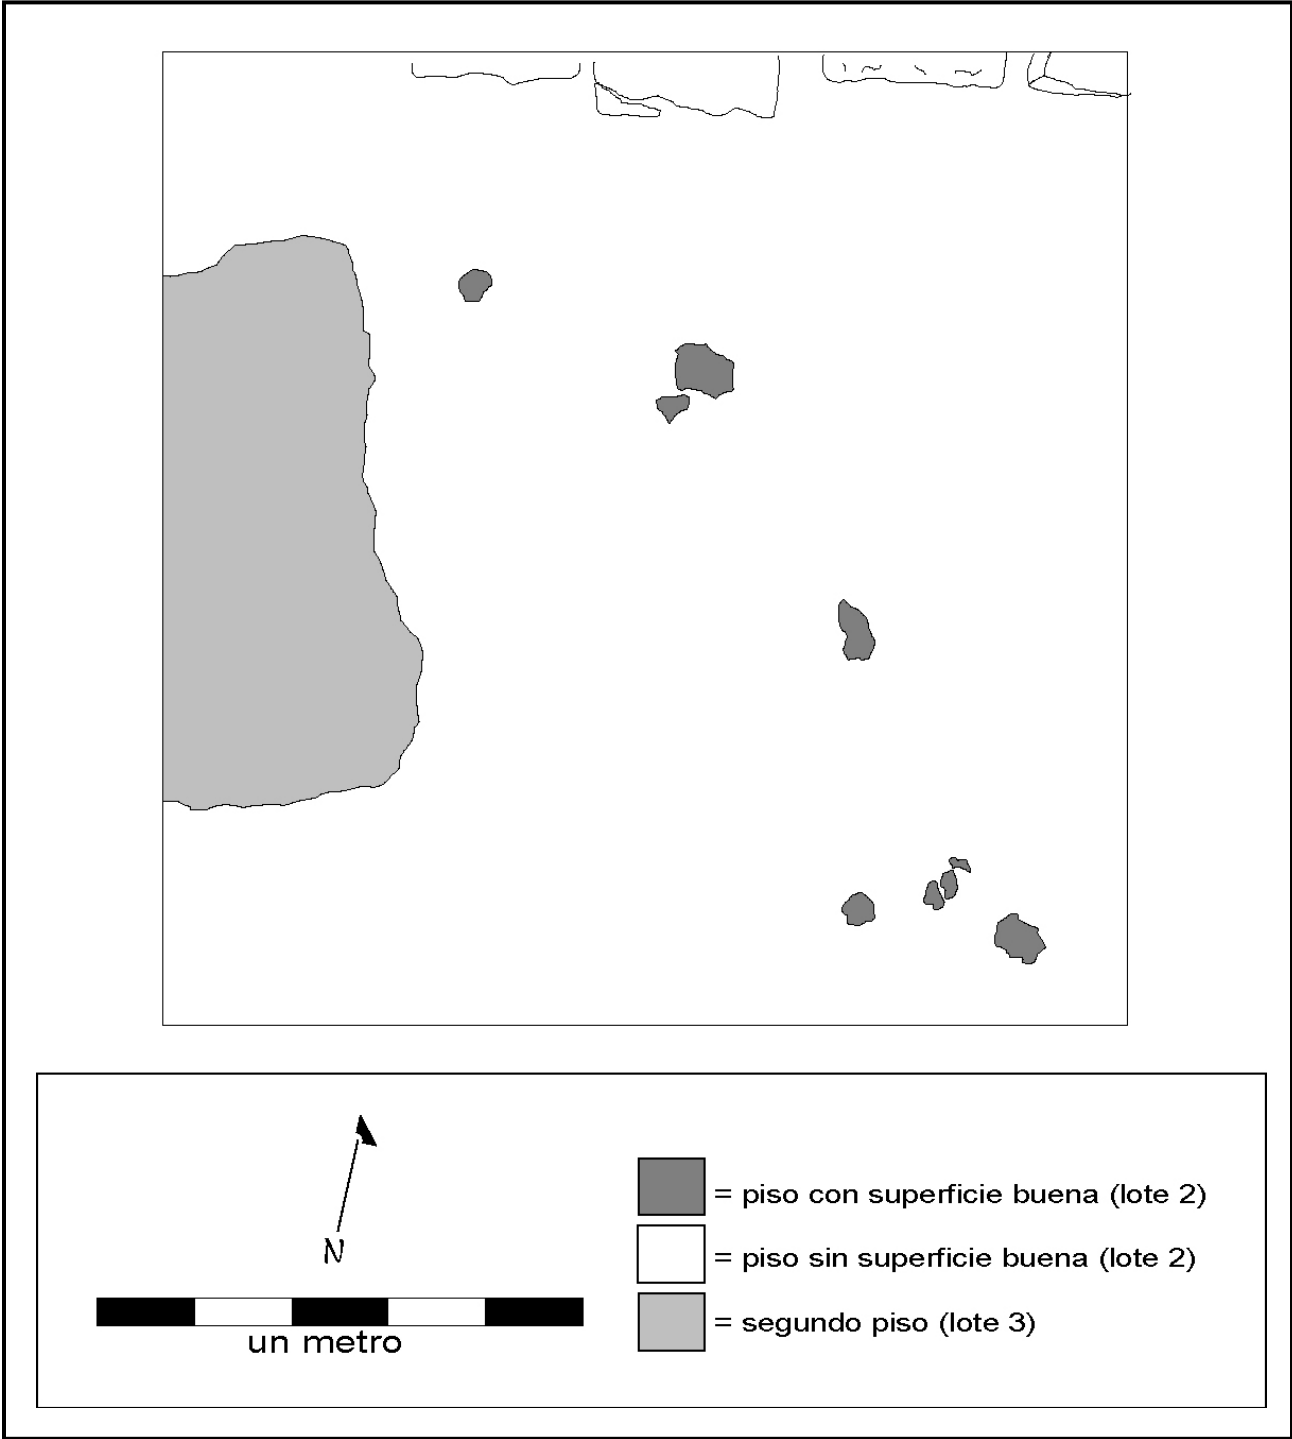 N
un metro
= piso con superficie buena (lote 2)
= piso sin superficie buena (lote 2)
= segundo piso (lote 3)